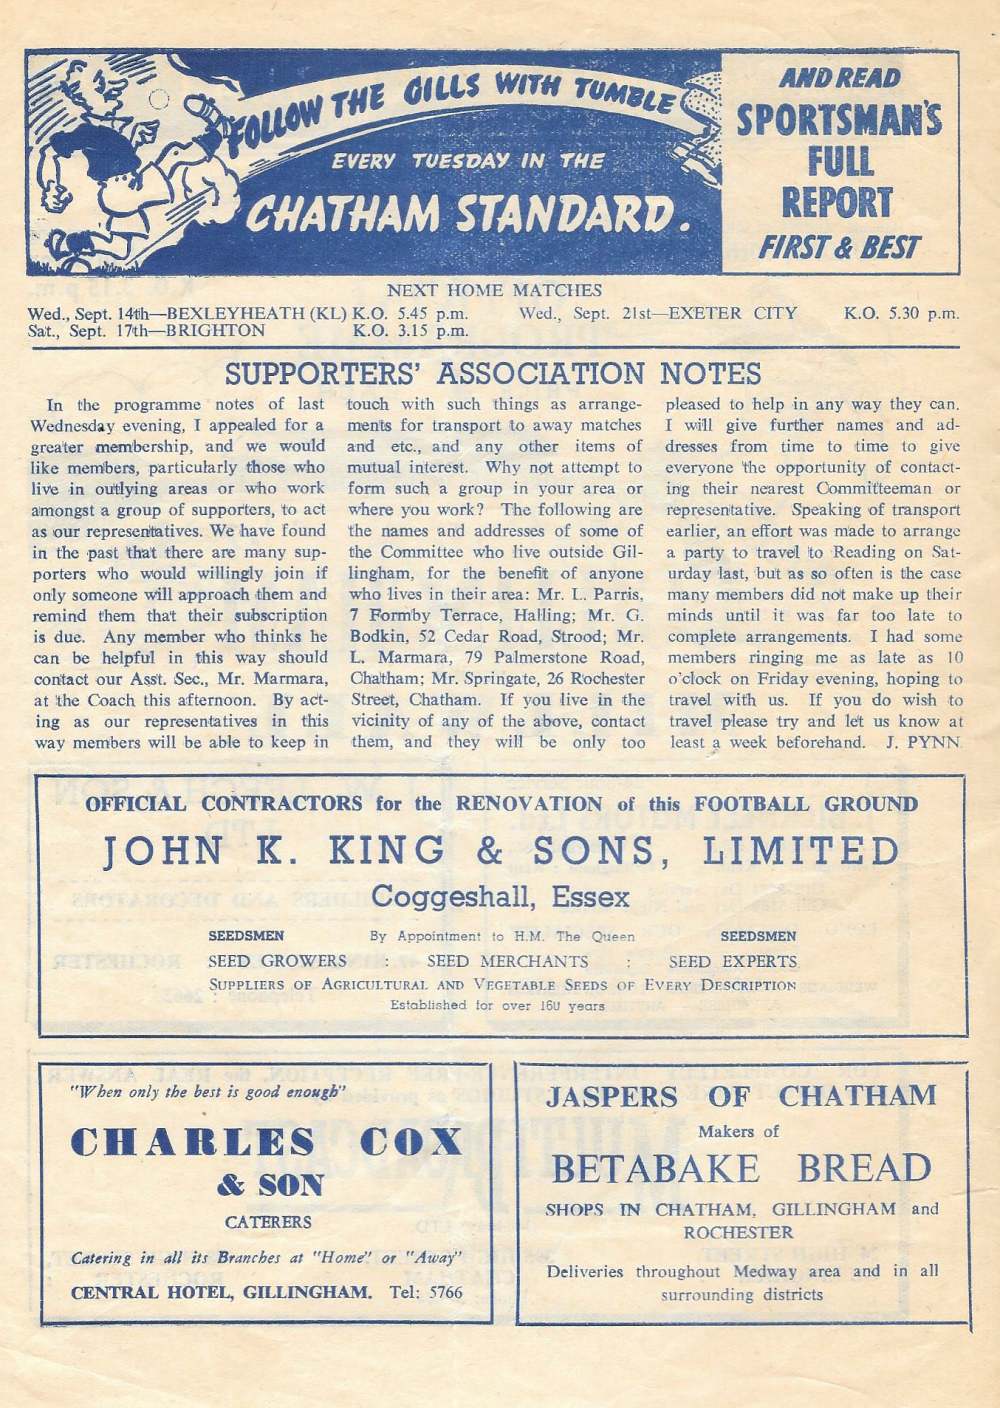 FOLLOW THE GILLS WITH TUMBLE
EVERY TUESDAY IN THE
CHATHAM STANDARD.
AND READ
SPORTSMAN'S
FULL
REPORT
FIRST & BEST
NEXT HOME MATCHES
Wed., Sept. 14th—BEXLEYHEATH (KL) K.O. 5.45 p.m. Wed., Sept. 21st—EXETER CITY K.O. 5.30 p.m.
Sat., Sept. 17th—BRIGHTON K.O. 3.15 p.m.
SUPPORTERS' ASSOCIATION NOTES
In the programme notes of last
Wednesday evening, I appealed for a
greater membership, and we would
like members, particularly those who
live in outlying areas or who work
amongst a group of supporters, to act
as our representatives. We have found
in the past that there are many sup-
porters who would willingly join if
only someone will approach them and
remind them that their subscription
is due. Any member who thinks he
can be helpful in this way should
contact our Asst. Sec., Mr. Marmara,
at the Coach this afternoon. By act-
ing as our representatives in this
way members will be able to keep in
touch with such things as arrange-
ments for transport to away matches
and etc., and any other items of
mutual interest. Why not attempt to
form such a group in your area or
where you work? The following are
the names and addresses of some of
the Committee who live outside Gil-
lingham, for the benefit of anyone
who lives in their area: Mr. L. Parris,
7 Formby Terrace, Halling; Mr. G.
Bodkin, 52 Cedar Road, Strood; Mr.
L. Marmara, 79 Palmerstone Road,
Chatham; Mr. Springate, 26 Rochester
Street, Chatham. If you live in the
vicinity of any of the above, contact
them, and they will be only too
pleased to help in any way they can.
I will give further names and ad-
dresses from time to time to give
everyone the opportunity of contact-
ing their nearest Committeeman or
representative. Speaking of transport
earlier, an effort was made to arrange
a party to travel to Reading on Sat-
urday last, but as so often is the case
many members did not make up their
minds until it was far too late to
complete arrangements. I had some
members ringing me as late as 10
o'clock on Friday evening, hoping to
travel with us. If you do wish to
travel please try and let us know at
least a week beforehand. J. PYNN.
OFFICIAL CONTRACTORS for the RENOVATION of this FOOTBALL GROUND
JOHN K. KING & SONS, LIMITED
Coggeshall, Essex
SEEDSMEN By Appointment to H.M. The Queen SEEDSMEN
SEED GROWERS : SEED MERCHANTS : SEED EXPERTS
SUPPLIERS OF AGRICULTURAL AND VEGETABLE SEEDS OF EVERY DESCRIPTION
Established for over 160 years
"When only the best is good enough"
CHARLES COX
& SON
CATERERS
Catering in all its Branches at "Home" or "Away"
CENTRAL HOTEL, GILLINGHAM. Tel: 5766
JASPERS OF CHATHAM
Makers of
BETABAKE BREAD
SHOPS IN CHATHAM, GILLINGHAM and
ROCHESTER
Deliveries throughout Medway area and in all
surrounding districts